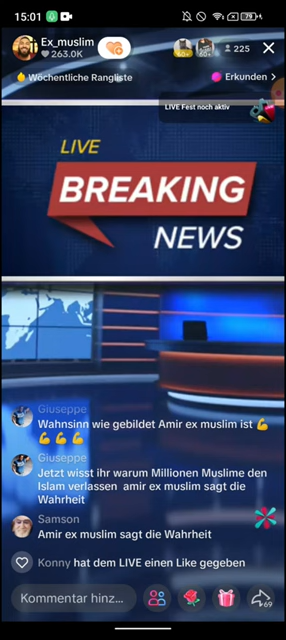 15:01
79
Ex_muslim
263.0K
60+
60+
225
Wöchentliche Rangliste
Erkunden
LIVE Fest noch aktiv
LIVE
BREAKING
NEWS
Giuseppe
Wahnsinn wie gebildet Amir ex muslim ist
Giuseppe
Jetzt wisst ihr warum Millionen Muslime den
Islam verlassen amir ex muslim sagt die
Wahrheit
Samson
Amir ex muslim sagt die Wahrheit
Konny hat dem LIVE einen Like gegeben
Kommentar hinz...
69